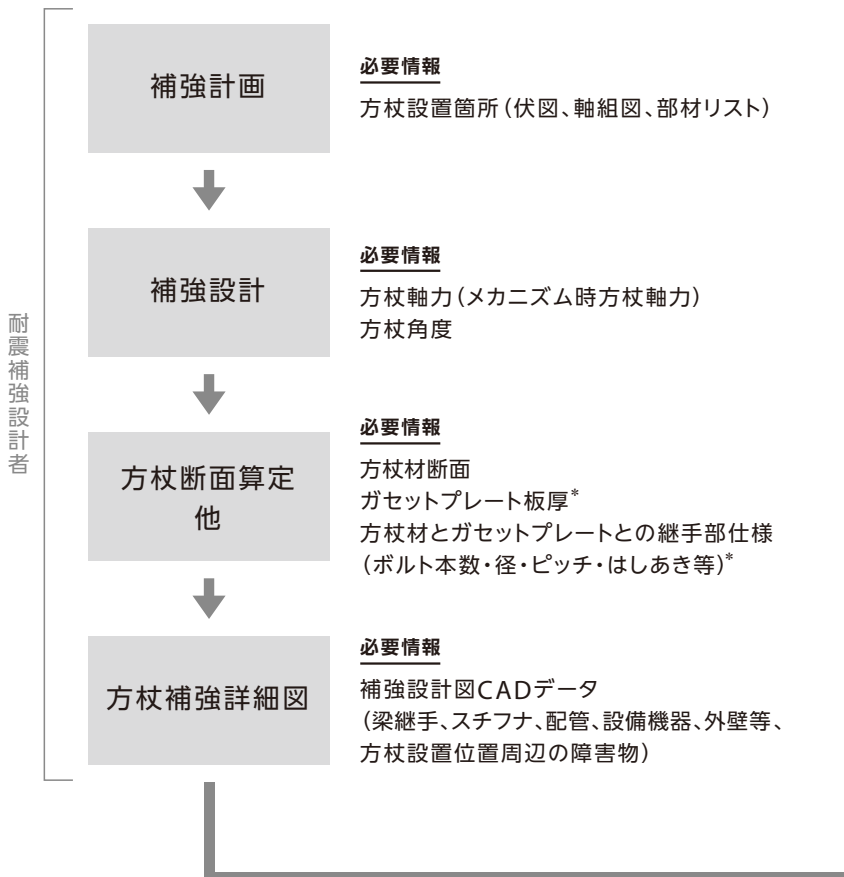 耐震補強設計者
補強計画
必要情報
方杖設置箇所(伏図、軸組図、部材リスト)
補強設計
必要情報
方杖軸力(メカニズム時方杖軸力)
方杖角度
方杖断面算定
他
必要情報
方杖材断面
ガセットプレート板厚*
方杖材とガセットプレートとの継手部仕様
(ボルト本数・径・ピッチ・はしあき等)*
方杖補強詳細図
必要情報
補強設計図CADデータ
(梁継手、スチフナ、配管、設備機器、外壁等、
方杖設置位置周辺の障害物)